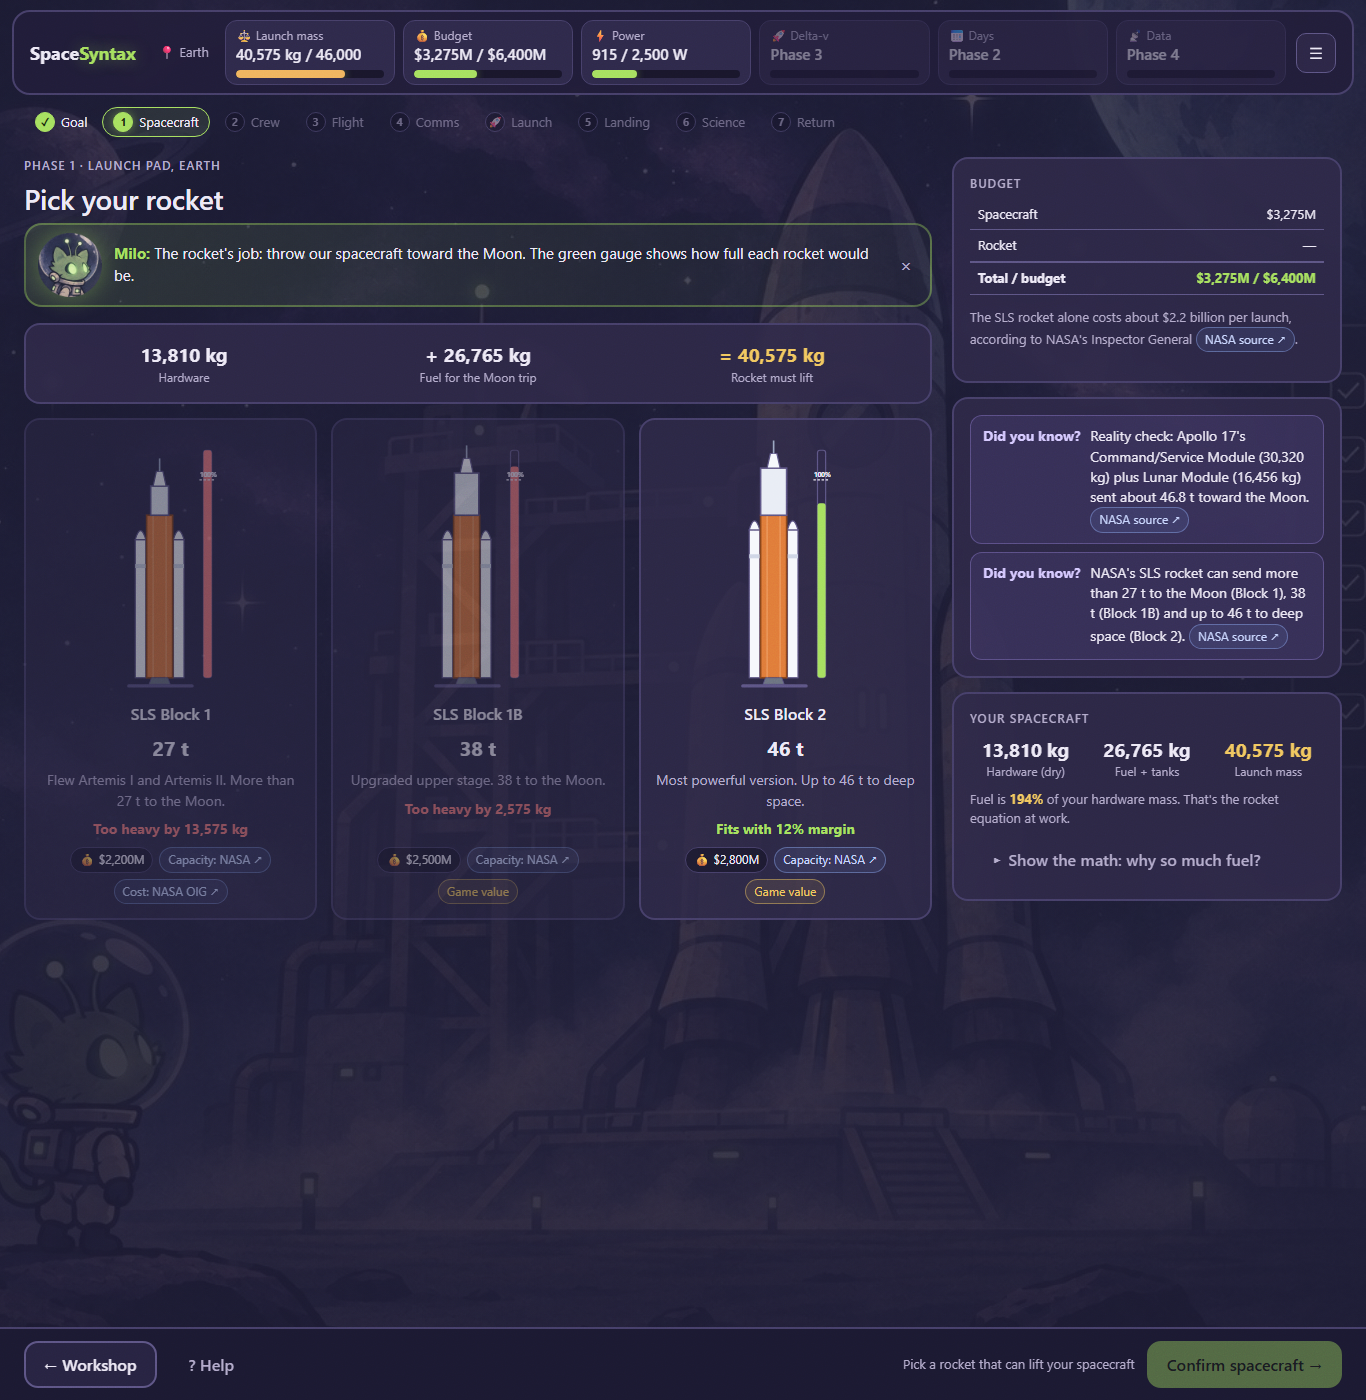 SpaceSyntax
📍 Earth
Launch mass
40,575 kg / 46,000
Budget
$3,275M / $6,400M
Power
915 / 2,500 W
Delta-v
Phase 3
Days
Phase 2
Data
Phase 4
☰
✓ Goal
1 Spacecraft
2 Crew
3 Flight
4 Comms
🚀 Launch
5 Landing
6 Science
7 Return
PHASE 1 · LAUNCH PAD, EARTH
Pick your rocket
Milo: The rocket's job: throw our spacecraft toward the Moon. The green gauge shows how full each rocket would
be.
×
13,810 kg
Hardware
+ 26,765 kg
Fuel for the Moon trip
= 40,575 kg
Rocket must lift
100%
SLS Block 1
27 t
Flew Artemis I and Artemis II. More than
27 t to the Moon.
Too heavy by 13,575 kg
💰 $2,200M
Capacity: NASA ↗
Cost: NASA OIG ↗
100%
SLS Block 1B
38 t
Upgraded upper stage. 38 t to the Moon.
Too heavy by 2,575 kg
💰 $2,500M
Capacity: NASA ↗
Game value
100%
SLS Block 2
46 t
Most powerful version. Up to 46 t to deep
space.
Fits with 12% margin
💰 $2,800M
Capacity: NASA ↗
Game value
BUDGET
Spacecraft $3,275M
Rocket —
Total / budget $3,275M / $6,400M
The SLS rocket alone costs about $2.2 billion per launch,
according to NASA's Inspector General NASA source ↗.
Did you know? Reality check: Apollo 17's
Command/Service Module (30,320
kg) plus Lunar Module (16,456 kg)
sent about 46.8 t toward the Moon.
NASA source ↗
Did you know? NASA's SLS rocket can send more
than 27 t to the Moon (Block 1), 38
t (Block 1B) and up to 46 t to deep
space (Block 2). NASA source ↗
YOUR SPACECRAFT
13,810 kg
Hardware (dry)
26,765 kg
Fuel + tanks
40,575 kg
Launch mass
Fuel is 194% of your hardware mass. That's the rocket
equation at work.
▸ Show the math: why so much fuel?
← Workshop
? Help
Pick a rocket that can lift your spacecraft
Confirm spacecraft →